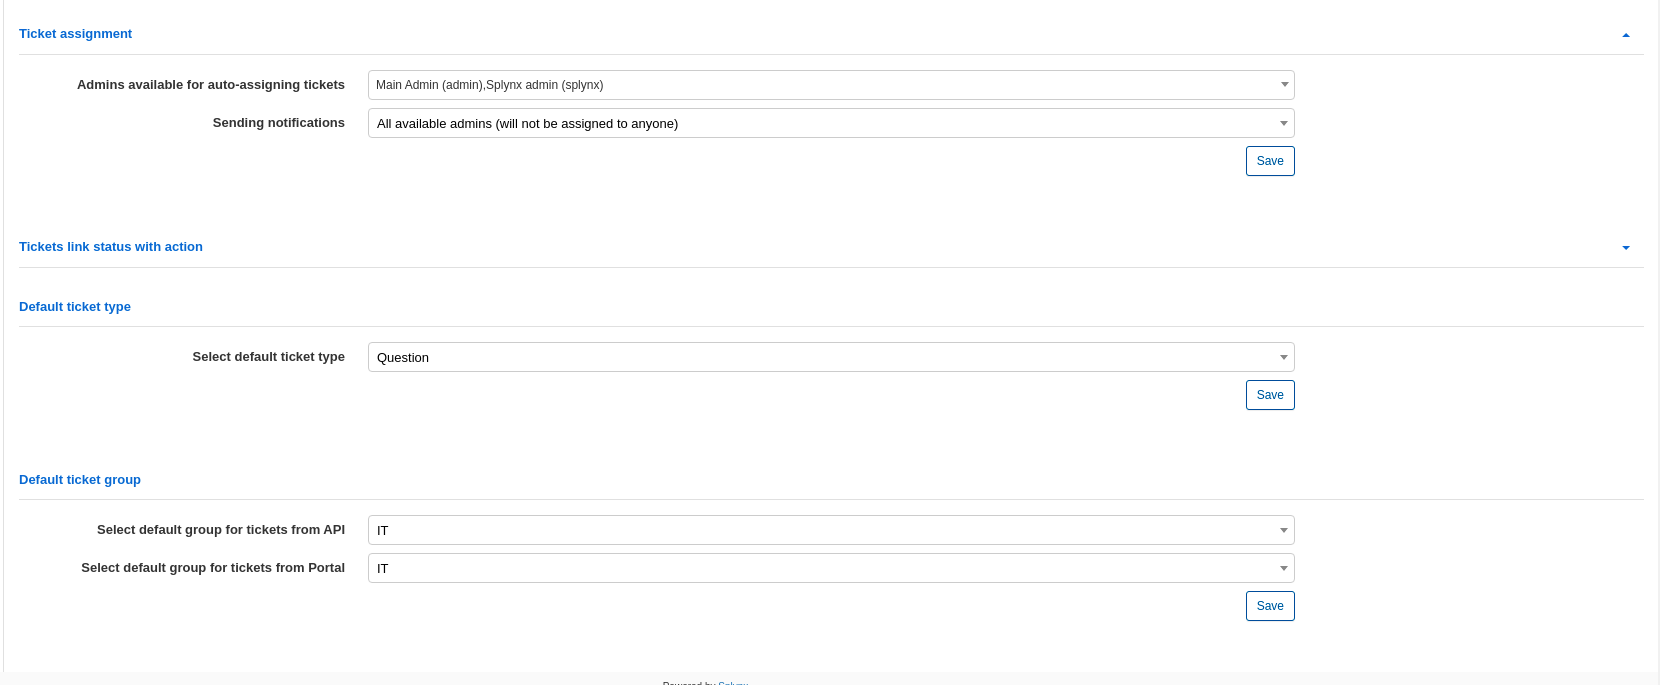 Ticket assignment
Admins available for auto-assigning tickets
Main Admin (admin),Splynx admin (splynx)
Sending notifications
All available admins (will not be assigned to anyone)
Save
Tickets link status with action
Default ticket type
Select default ticket type
Question
Save
Default ticket group
Select default group for tickets from API
IT
Select default group for tickets from Portal
IT
Save
Powered by Splynx